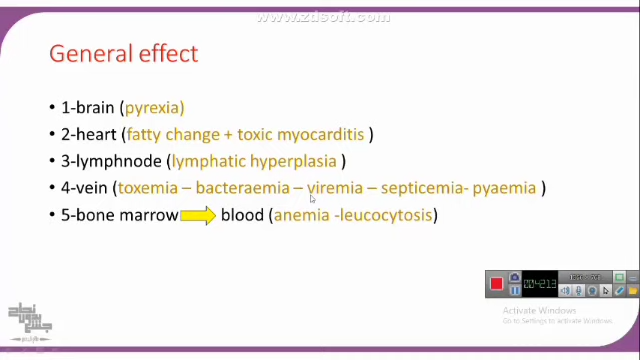 www.zdsoft.com
General effect
• 1-brain (pyrexia)
• 2-heart (fatty change + toxic myocarditis )
• 3-lymphnode (lymphatic hyperplasia )
• 4-vein (toxemia – bacteraemia – viremia – septicemia- pyaemia )
• 5-bone marrow blood (anemia -leucocytosis)
Activate Windows
Go to Settings to activate Windows.